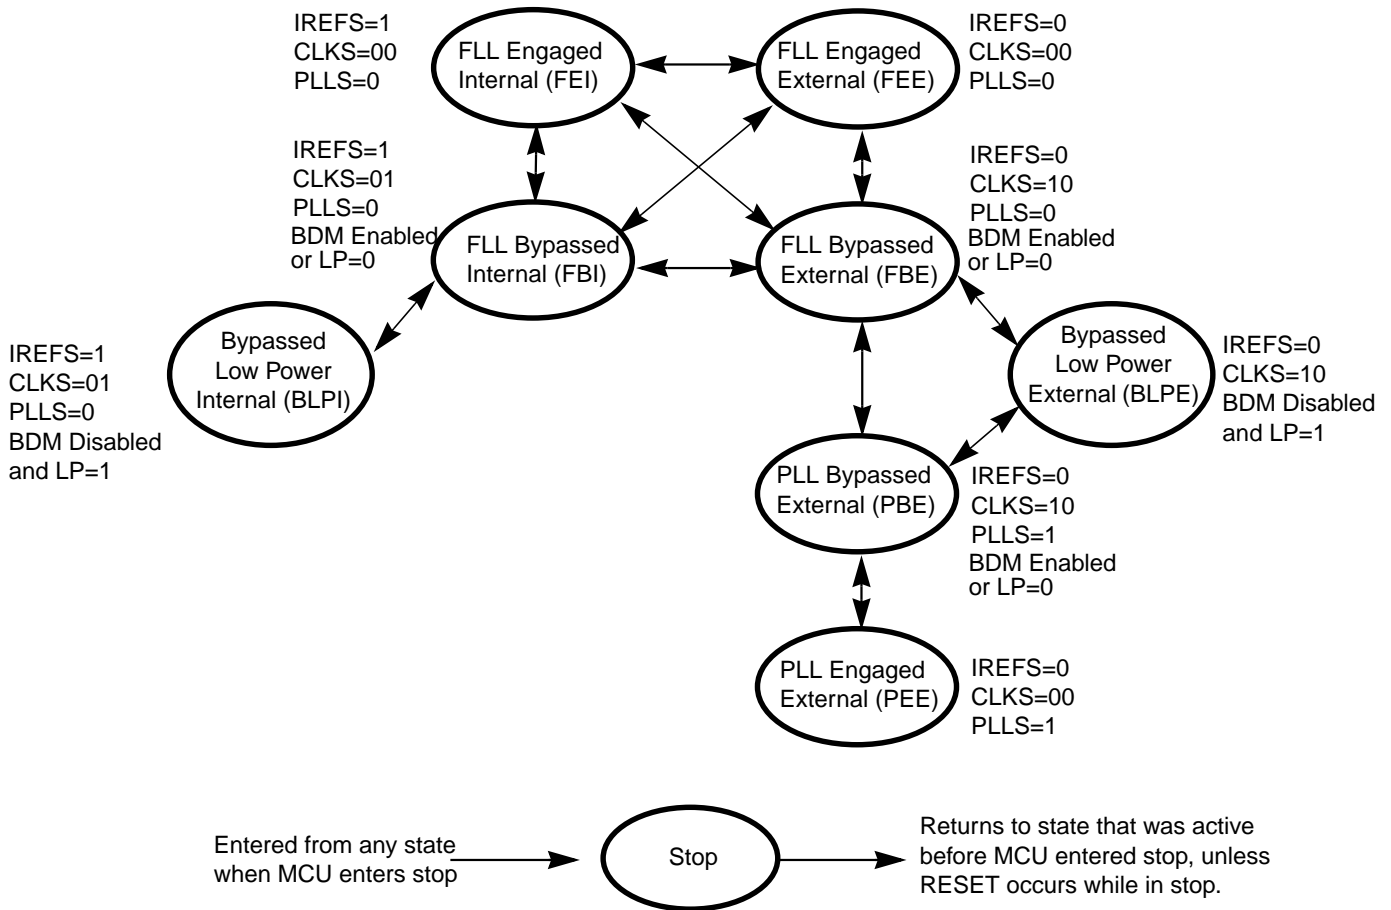 IREFS=1
CLKS=00
PLLS=0
FLL Engaged
Internal (FEI)
FLL Engaged
External (FEE)
IREFS=0
CLKS=00
PLLS=0
IREFS=1
CLKS=01
PLLS=0
BDM Enabled
or LP=0
FLL Bypassed
Internal (FBI)
FLL Bypassed
External (FBE)
IREFS=0
CLKS=10
PLLS=0
BDM Enabled
or LP=0
IREFS=1
CLKS=01
PLLS=0
BDM Disabled
and LP=1
Bypassed
Low Power
Internal (BLPI)
Bypassed
Low Power
External (BLPE)
IREFS=0
CLKS=10
BDM Disabled
and LP=1
PLL Bypassed
External (PBE)
IREFS=0
CLKS=10
PLLS=1
BDM Enabled
or LP=0
PLL Engaged
External (PEE)
IREFS=0
CLKS=00
PLLS=1
Entered from any state
when MCU enters stop
Stop
Returns to state that was active
before MCU entered stop, unless
RESET occurs while in stop.